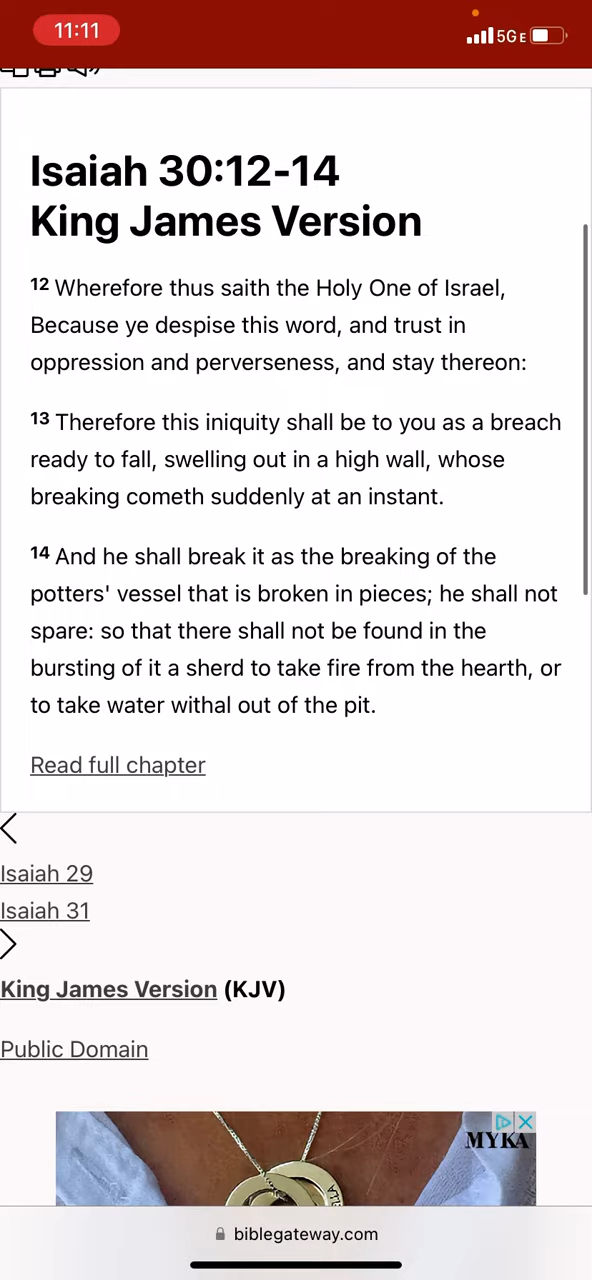 11:11
5G E
Isaiah 30:12-14
King James Version
12 Wherefore thus saith the Holy One of Israel,
Because ye despise this word, and trust in
oppression and perverseness, and stay thereon:
13 Therefore this iniquity shall be to you as a breach
ready to fall, swelling out in a high wall, whose
breaking cometh suddenly at an instant.
14 And he shall break it as the breaking of the
potters' vessel that is broken in pieces; he shall not
spare: so that there shall not be found in the
bursting of it a sherd to take fire from the hearth, or
to take water withal out of the pit.
Read full chapter
Isaiah 29
Isaiah 31
King James Version (KJV)
Public Domain
MYKA
biblegateway.com